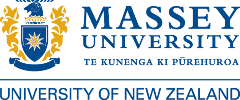 MASSEY
UNIVERSITY
TE KUNENGA KI PŪREHUROA
UNIVERSITY OF NEW ZEALAND